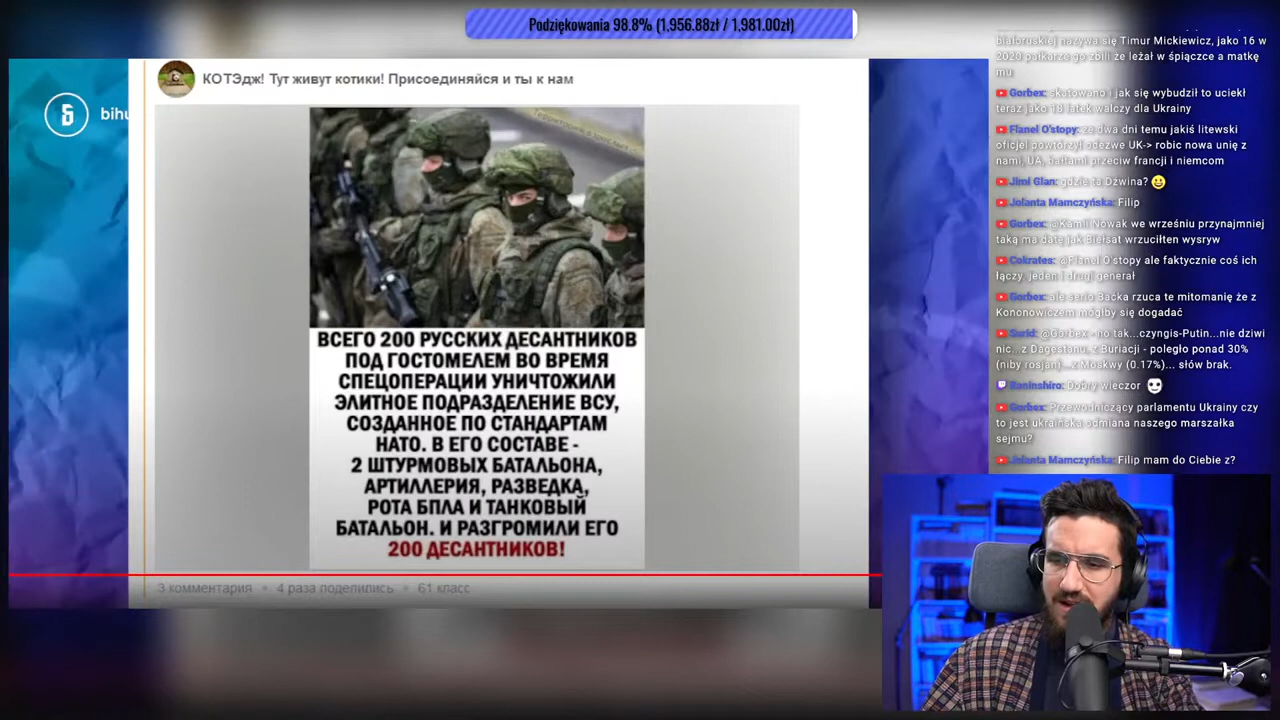 Podziękowania 98.8% (1,956.88zł / 1,981.00zł)
КОТЭдж! Тут живут котики! Присоединяйся и ты к нам
bihu
ВСЕГО 200 РУССКИХ ДЕСАНТНИКОВ
ПОД ГОСТОМЕЛЕМ ВО ВРЕМЯ
СПЕЦОПЕРАЦИИ УНИЧТОЖИЛИ
ЭЛИТНОЕ ПОДРАЗДЕЛЕНИЕ ВСУ,
СОЗДАННОЕ ПО СТАНДАРТАМ
НАТО. В ЕГО СОСТАВЕ -
2 ШТУРМОВЫХ БАТАЛЬОНА,
АРТИЛЛЕРИЯ, РАЗВЕДКА,
РОТА БПЛА И ТАНКОВЫЙ
БАТАЛЬОН. И РАЗГРОМИЛИ ЕГО
200 ДЕСАНТНИКОВ!
3 комментария • 4 раза поделились • 61 класс
białoruskiej nazywa się Timur Mickiewicz, jako 16 w
2020 pałkarze go zbili że leżał w śpiączce a matkę
mu
Gorbex: skatowano i jak się wybudził to uciekł
teraz jako 18 latek walczy dla Ukrainy
Flanel O'stopy: że dwa dni temu jakiś litewski
oficjel powtórzył odezwe UK-> robic nowa unię z
nami, UA, bałtami przeciw francji i niemcom
Jimi Glan: gdzie ta Dźwina? 😀
Jolanta Mamczyńska: Filip
Gorbex: @Kamil Nowak we wrześniu przynajmniej
taką ma datę jak Biełsat wrzuciłten wysryw
Cokrates: @Flanel O'stopy ale faktycznie coś ich
łączy, jeden i drugi generał
Gorbex: ale serio Baćka rzuca te mitomanię że z
Kononowiczem mógłby się dogadać
Surid: @Gorbex - no tak...czyngis-Putin...nie dziwi
nic...z Dagestanu, z Buriacji - poległo ponad 30%
(niby rosjan)...z Moskwy (0.17%)... słów brak.
Raninshiro: Dobry wieczor
Gorbex: Przewodniczący parlamentu Ukrainy czy
to jest ukraińska odmiana naszego marszałka
sejmu?
Jolanta Mamczyńska: Filip mam do Ciebie z?